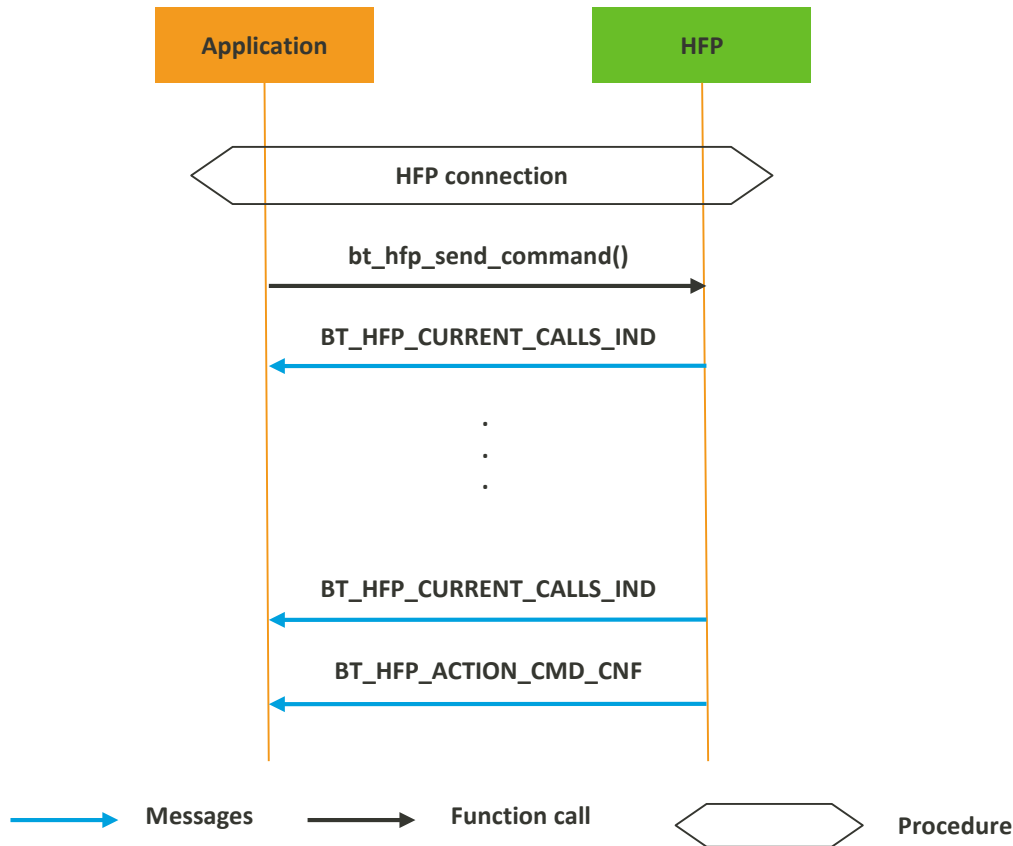 Application
HFP
HFP connection
bt_hfp_send_command()
BT_HFP_CURRENT_CALLS_IND
.
.
.
BT_HFP_CURRENT_CALLS_IND
BT_HFP_ACTION_CMD_CNF
Messages
Function call
Procedure